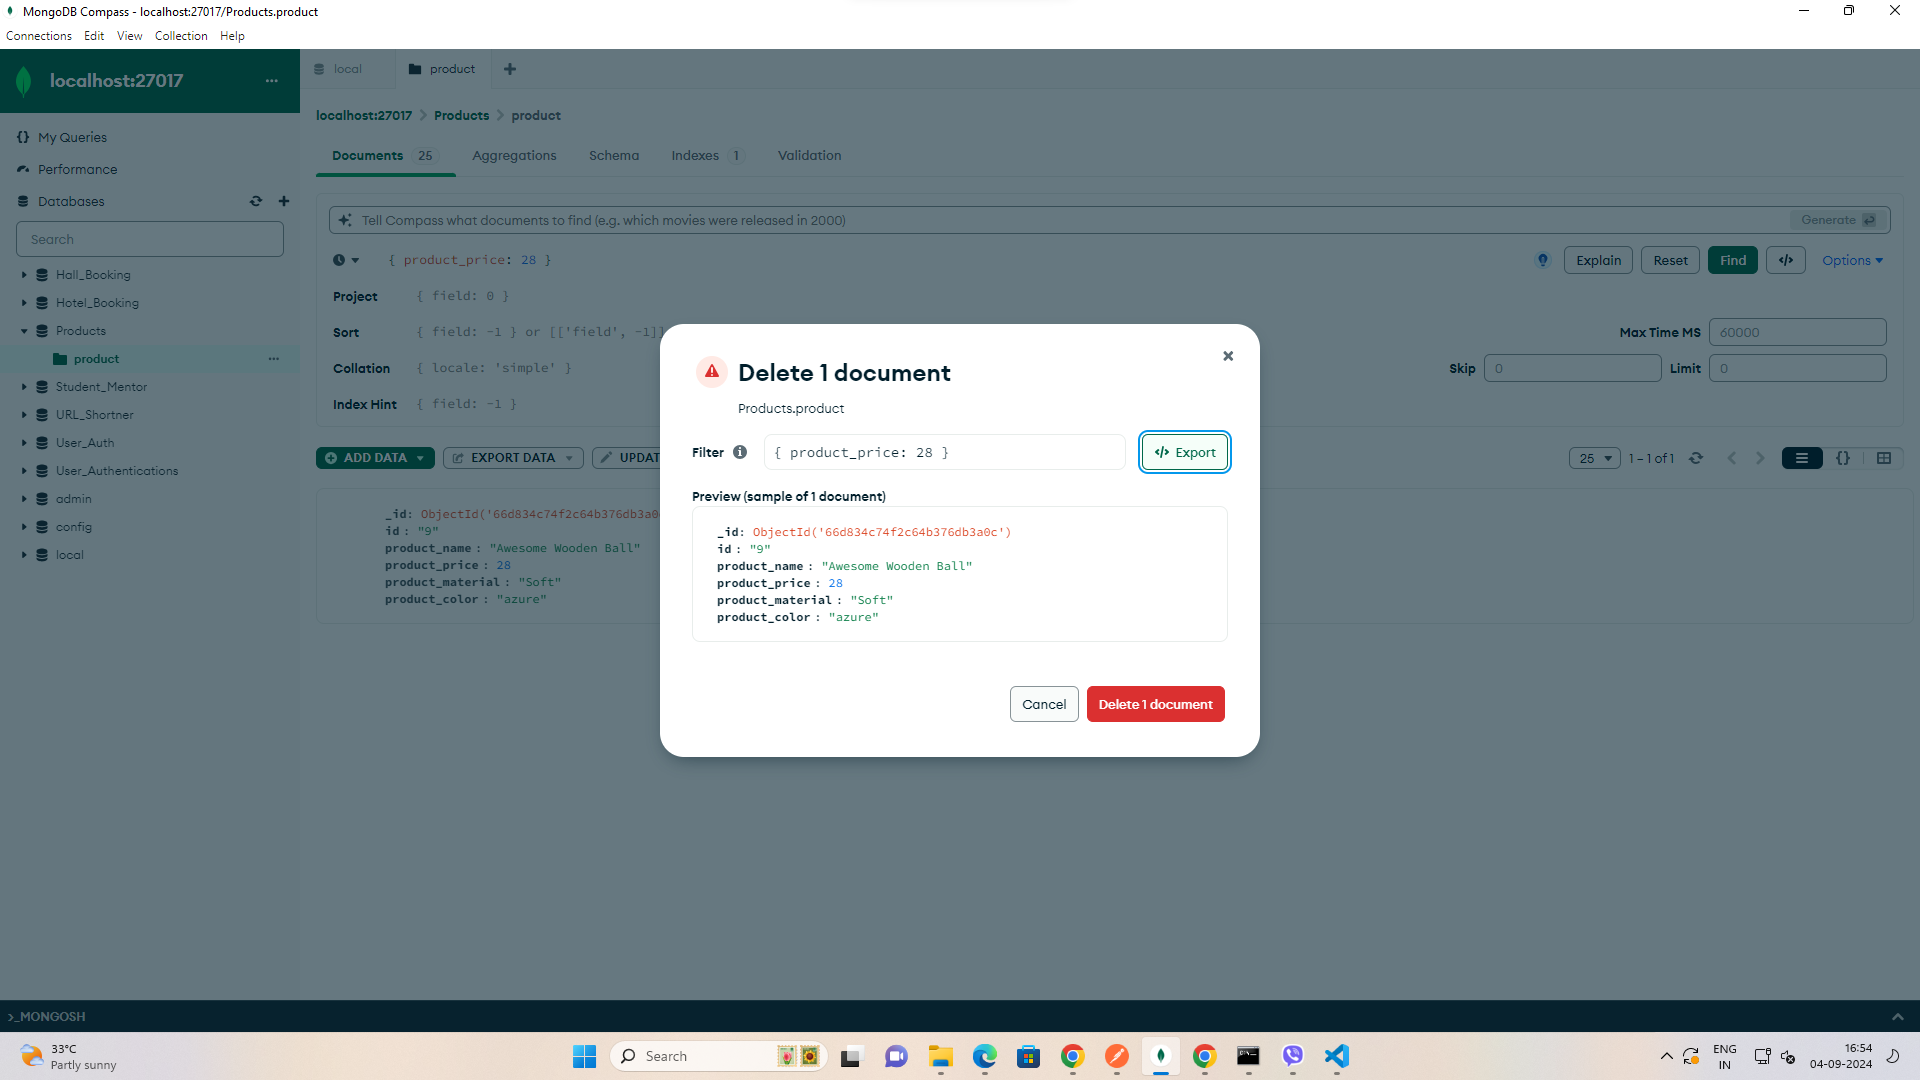 MongoDB Compass - localhost:27017/Products.product
Connections Edit View Collection Help
localhost:27017 ...
local product +
localhost:27017 > Products > product
My Queries
Performance
Databases
Search
Hall_Booking
Hotel_Booking
Products
product ...
Student_Mentor
URL_Shortner
User_Auth
User_Authentications
admin
config
local
Documents 25 Aggregations Schema Indexes 1 Validation
Tell Compass what documents to find (e.g. which movies were released in 2000) Generate
{ product_price: 28 } Explain Reset Find </> Options
Project { field: 0 }
Sort { field: -1 } or [['field', -1]] Max Time MS 60000
Collation { locale: 'simple' } Skip 0 Limit 0
Index Hint { field: -1 }
ADD DATA EXPORT DATA UPDAT 25 1 – 1 of 1 {}
_id: ObjectId('66d834c74f2c64b376db3a0
id : "9"
product_name : "Awesome Wooden Ball"
product_price : 28
product_material : "Soft"
product_color : "azure"
Delete 1 document
Products.product
Filter { product_price: 28 } </> Export
Preview (sample of 1 document)
_id: ObjectId('66d834c74f2c64b376db3a0c')
id : "9"
product_name : "Awesome Wooden Ball"
product_price : 28
product_material : "Soft"
product_color : "azure"
Cancel Delete 1 document
>_MONGOSH
33°C
Partly sunny
Search
ENG
IN
16:54
04-09-2024